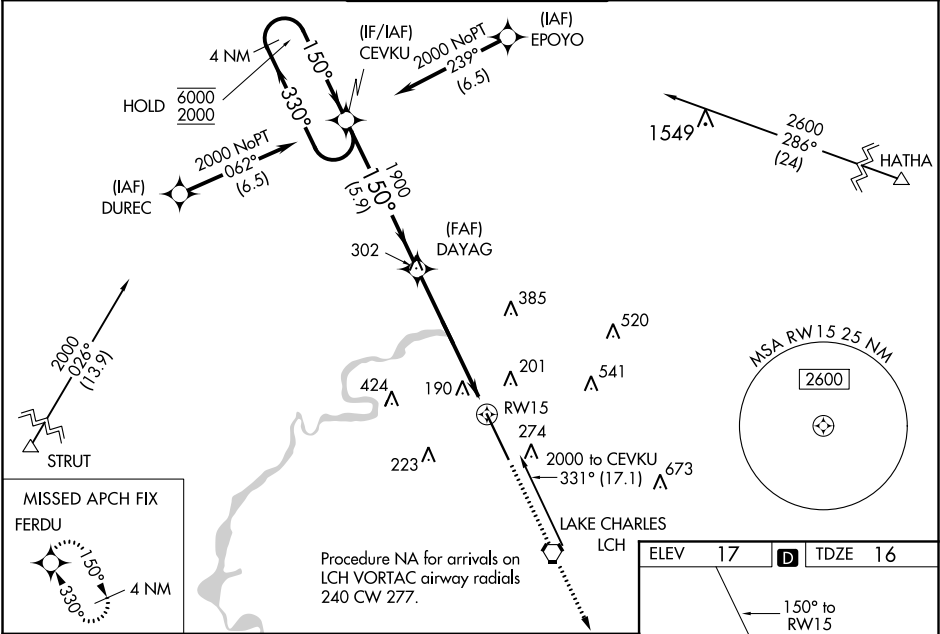 (IAF)
EPOYO
(IF/IAF)
CEVKU
4 NM
150°
330°
2000 NoPT
239°
(6.5)
HOLD
6000
2000
2000 NoPT
062°
(6.5)
(IAF)
DUREC
1549
2600
286°
(24)
HATHA
1900
150°
(5.9)
(FAF)
DAYAG
302
385
520
2000
026°
(13.9)
STRUT
424
190
201
541
RW15
274
223
673
2000 to CEVKU
331° (17.1)
MSA RW15 25 NM
2600
LAKE CHARLES
LCH
MISSED APCH FIX
FERDU
150°
330°
4 NM
Procedure NA for arrivals on
LCH VORTAC airway radials
240 CW 277.
ELEV 17 D TDZE 16
150° to
RW15